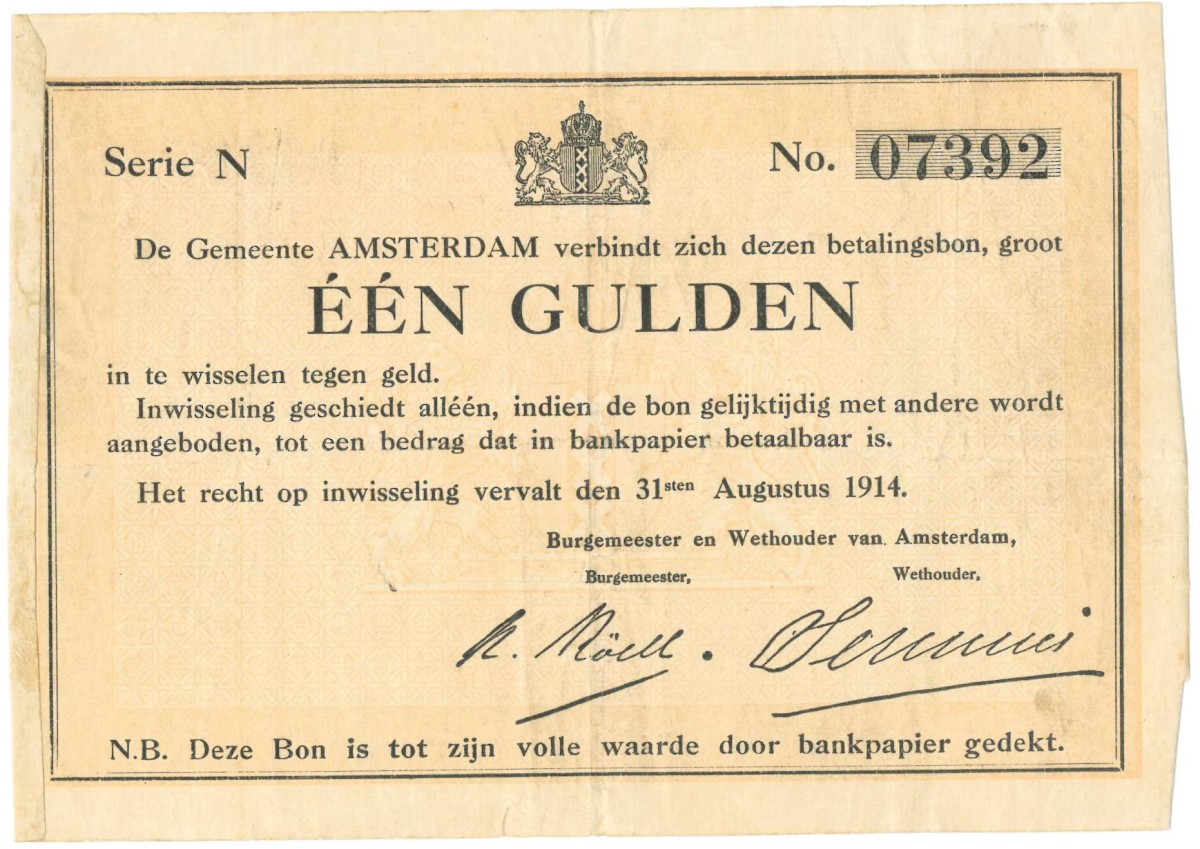 Serie N
No. 07392
De Gemeente AMSTERDAM verbindt zich dezen betalingsbon, groot
ÉÉN GULDEN
in te wisselen tegen geld.
Inwisseling geschiedt alléén, indien de bon gelijktijdig met andere wordt
aangeboden, tot een bedrag dat in bankpapier betaalbaar is.
Het recht op inwisseling vervalt den 31sten Augustus 1914.
Burgemeester en Wethouder van Amsterdam,
Burgemeester,
Wethouder,
Röell.
N.B. Deze Bon is tot zijn volle waarde door bankpapier gedekt.